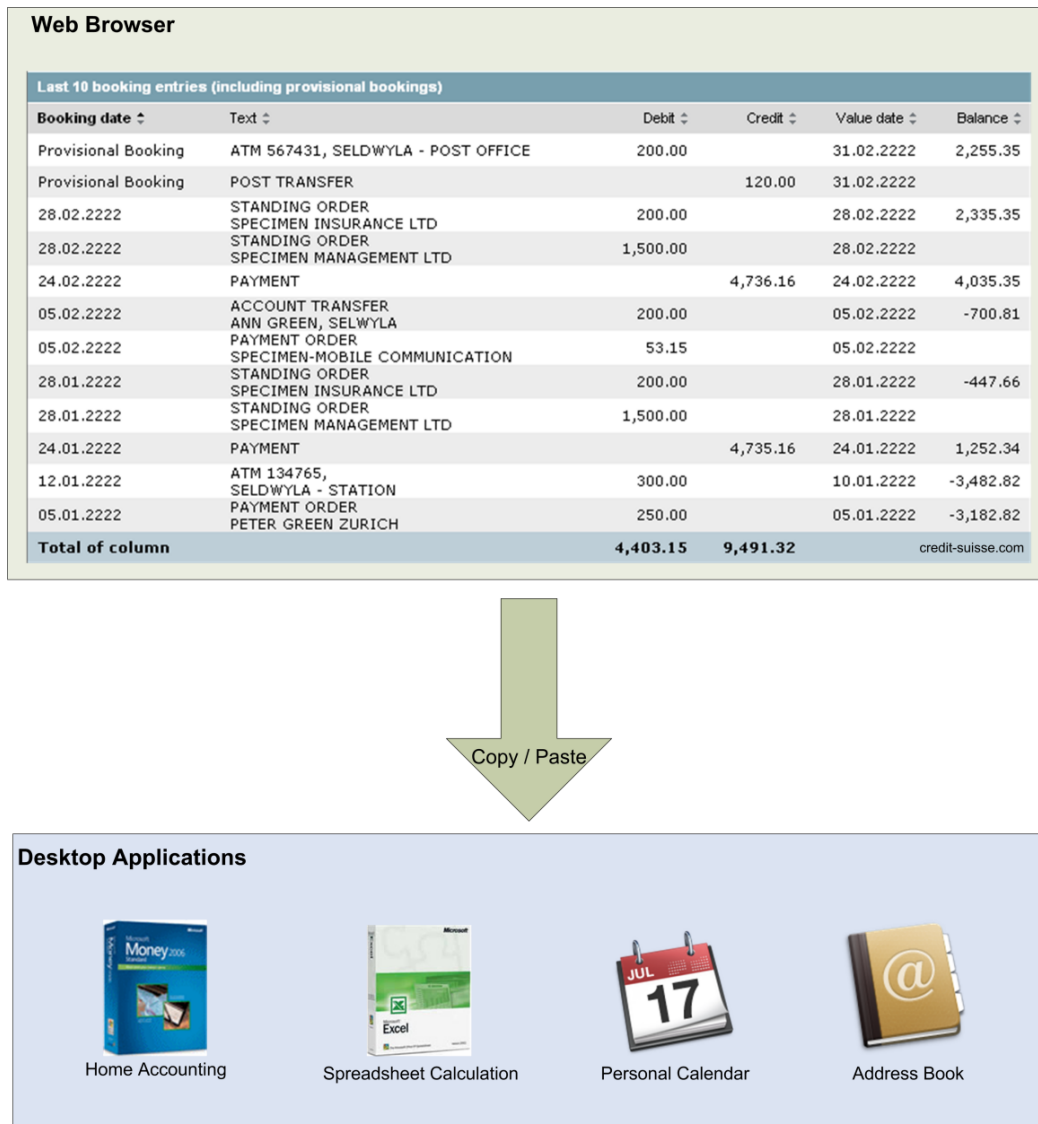 Web Browser
Last 10 booking entries (including provisional bookings)
Booking date Text Debit Credit Value date Balance
Provisional Booking ATM 567431, SELDWYLA - POST OFFICE 200.00 31.02.2222 2,255.35
Provisional Booking POST TRANSFER 120.00 31.02.2222
28.02.2222 STANDING ORDER 200.00 28.02.2222 2,335.35
SPECIMEN INSURANCE LTD
28.02.2222 STANDING ORDER 1,500.00 28.02.2222
SPECIMEN MANAGEMENT LTD
24.02.2222 PAYMENT 4,736.16 24.02.2222 4,035.35
05.02.2222 ACCOUNT TRANSFER 200.00 05.02.2222 -700.81
ANN GREEN, SELWYLA
05.02.2222 PAYMENT ORDER 53.15 05.02.2222
SPECIMEN-MOBILE COMMUNICATION
28.01.2222 STANDING ORDER 200.00 28.01.2222 -447.66
SPECIMEN INSURANCE LTD
28.01.2222 STANDING ORDER 1,500.00 28.01.2222
SPECIMEN MANAGEMENT LTD
24.01.2222 PAYMENT 4,735.16 24.01.2222 1,252.34
12.01.2222 ATM 134765, 300.00 10.01.2222 -3,482.82
SELDWYLA - STATION
05.01.2222 PAYMENT ORDER 250.00 05.01.2222 -3,182.82
PETER GREEN ZURICH
Total of column 4,403.15 9,491.32 credit-suisse.com
Copy / Paste
Desktop Applications
Microsoft
Money 2006
Standard
Microsoft
Microsoft
Excel
JUL
17
@
Home Accounting
Spreadsheet Calculation
Personal Calendar
Address Book